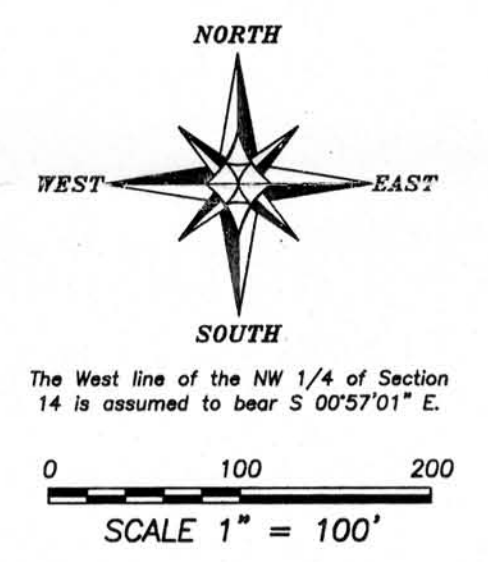 NORTH
WEST EAST
SOUTH
The West line of the NW 1/4 of Section
14 is assumed to bear S 00°57'01" E.
0 100 200
SCALE 1" = 100'